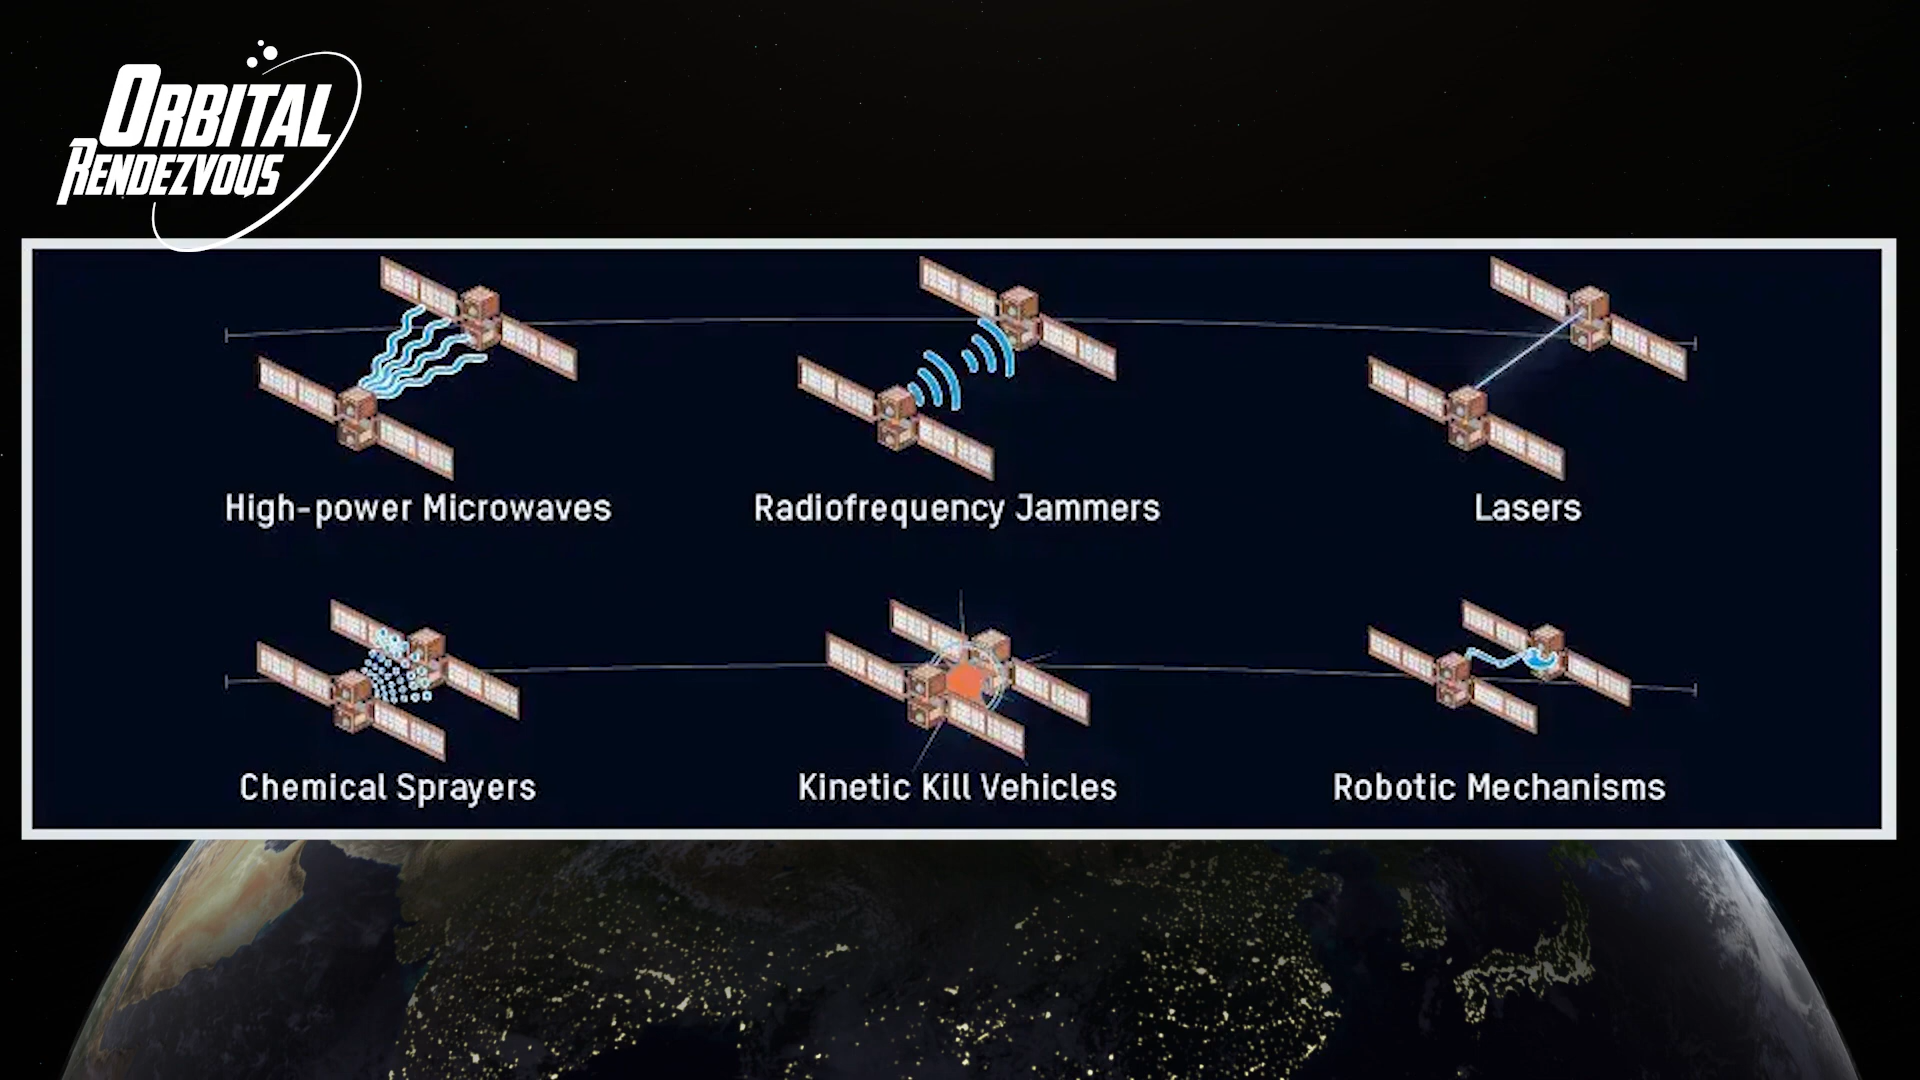 ORBITAL
RENDEZVOUS
High-power Microwaves
Radiofrequency Jammers
Lasers
Chemical Sprayers
Kinetic Kill Vehicles
Robotic Mechanisms